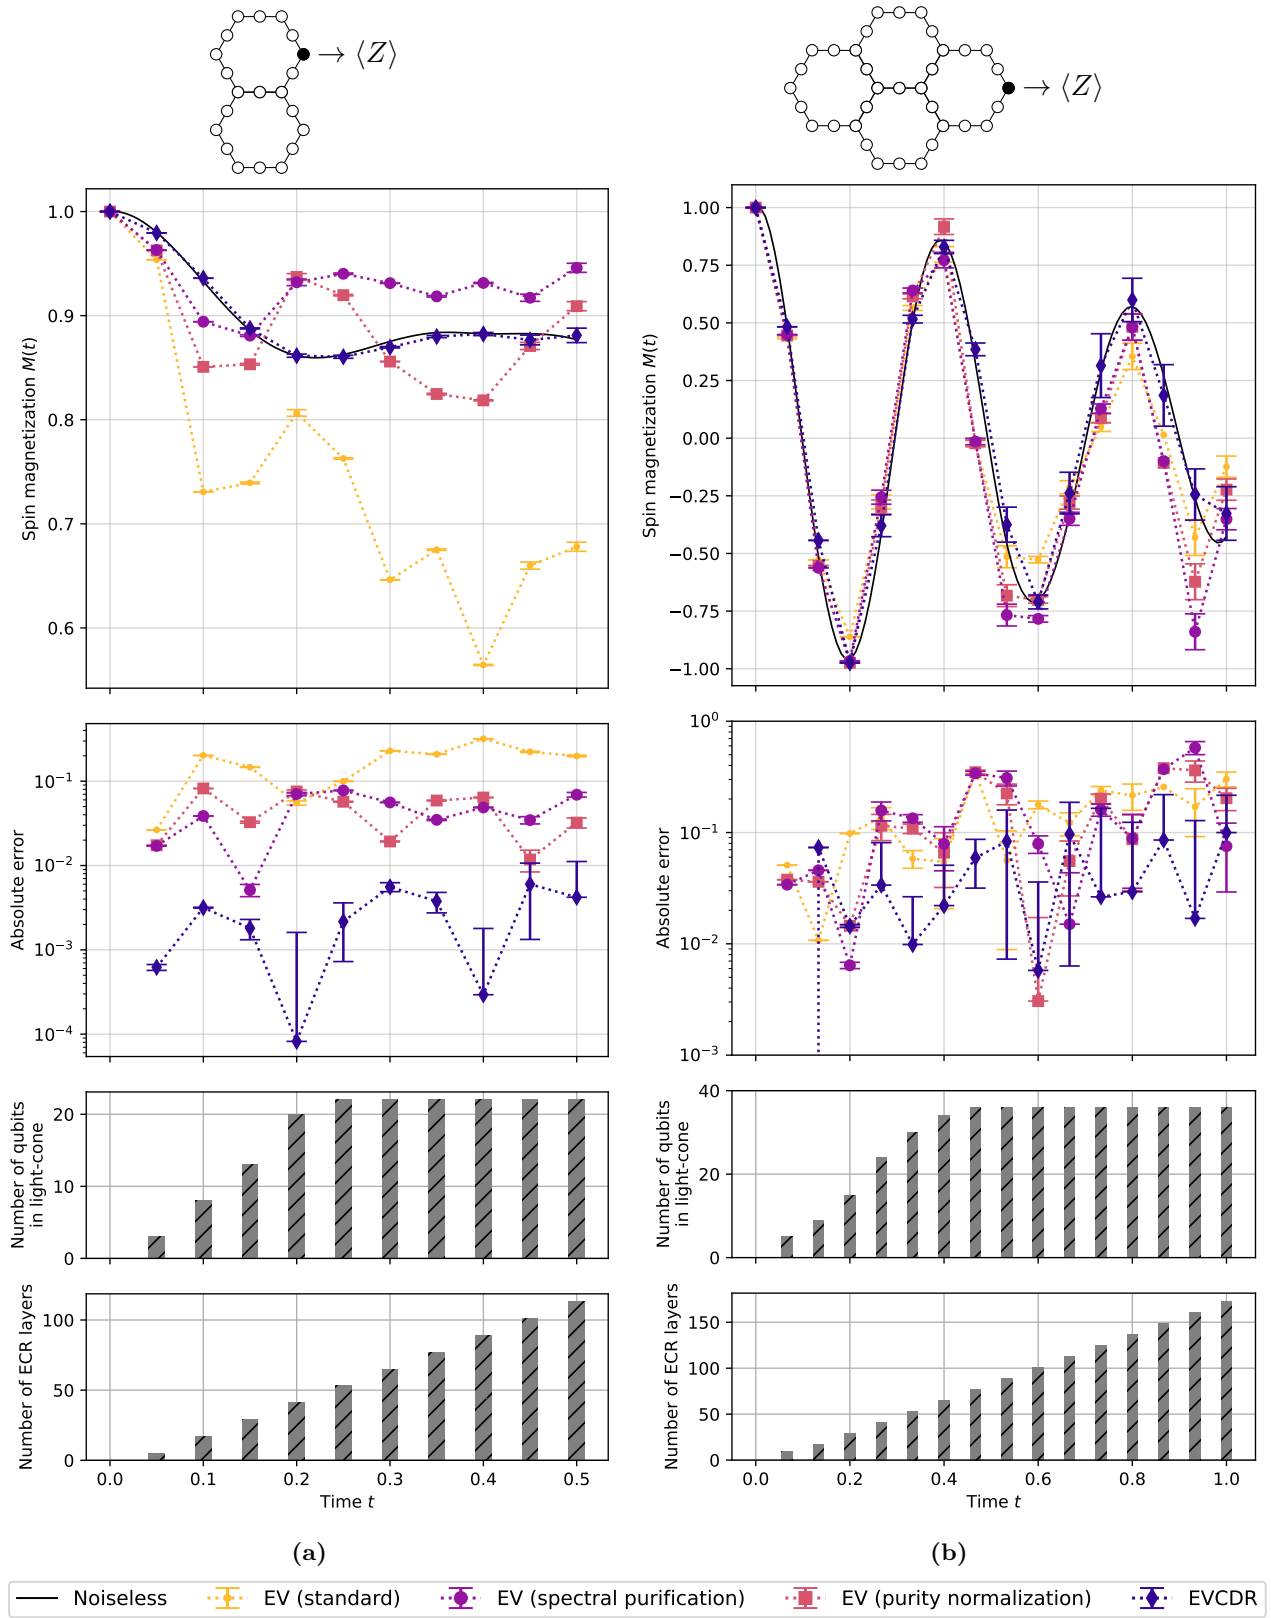 → ⟨Z⟩
→ ⟨Z⟩
Spin magnetization M(t)
1.0
0.9
0.8
0.7
0.6
Spin magnetization M(t)
1.00
0.75
0.50
0.25
0.00
−0.25
−0.50
−0.75
−1.00
Absolute error
10⁻¹
10⁻²
10⁻³
10⁻⁴
Absolute error
10⁰
10⁻¹
10⁻²
10⁻³
Number of qubits
in light-cone
20
10
0
Number of qubits
in light-cone
40
20
0
Number of ECR layers
100
50
0
0.0 0.1 0.2 0.3 0.4 0.5
Time t
Number of ECR layers
150
100
50
0
0.0 0.2 0.4 0.6 0.8 1.0
Time t
(a)
(b)
Noiseless EV (standard) EV (spectral purification) EV (purity normalization) EVCDR